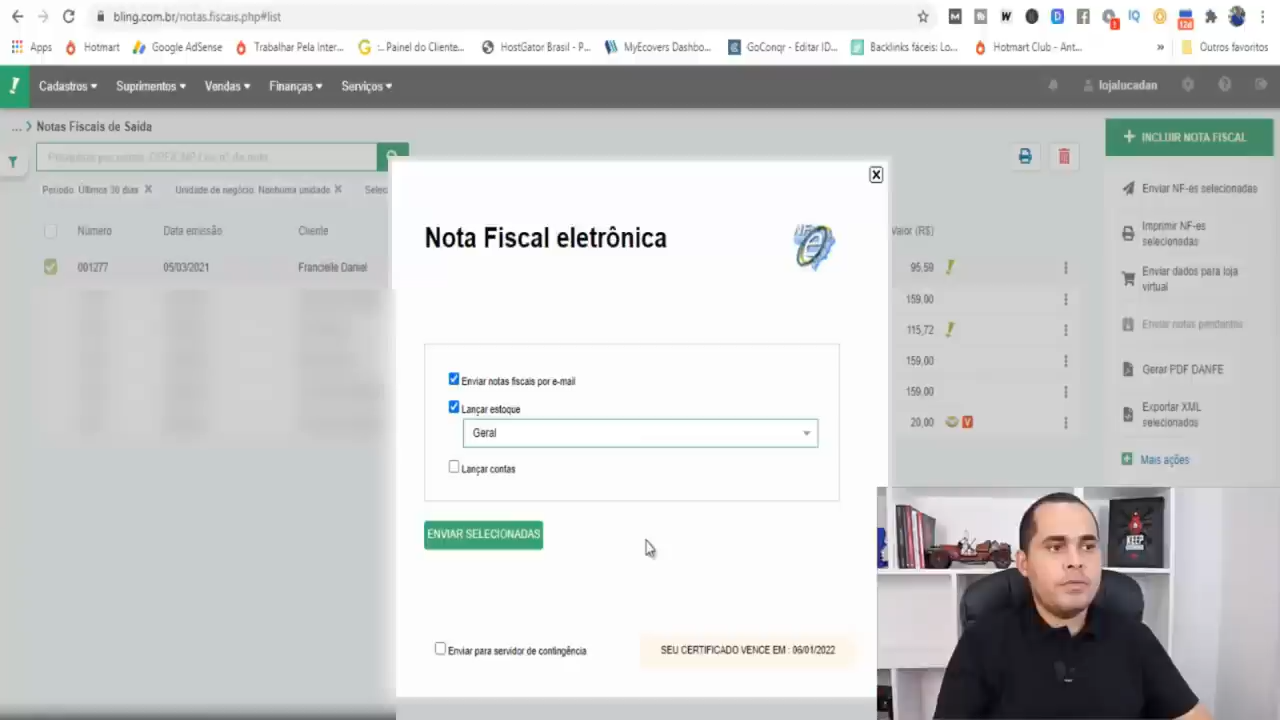 bling.com.br/notas.fiscais.php#list
Apps
Hotmart
Google AdSense
Trabalhar Pela Inter...
:.. Painel do Cliente...
HostGator Brasil - P...
MyEcovers Dashbo...
GoConqr - Editar ID...
Backlinks fáceis: Lo...
Hotmart Club - Ant...
»
Outros favoritos
Cadastros
Suprimentos
Vendas
Finanças
Serviços
lojalucadan
... Notas Fiscais de Saída
INCLUIR NOTA FISCAL
Período Últimos 30 dias
Unidade de negócio: Nenhuma unidade
Selec
Número
Data emissão
Cliente
Valor (R$)
001277
05/03/2021
Francielle Daniel
95,59
159,00
115,72
159,00
159,00
20,00
V
Enviar NF-es selecionadas
Imprimir NF-es
selecionadas
Enviar dados para loja
virtual
Enviar notas pendentes
Gerar PDF DANFE
Exportar XML
selecionados
Mais ações
X
Nota Fiscal eletrônica
NF
e
Enviar notas fiscais por e-mail
Lançar estoque
Geral
Lançar contas
ENVIAR SELECIONADAS
Enviar para servidor de contingência
SEU CERTIFICADO VENCE EM : 06/01/2022
KEEP